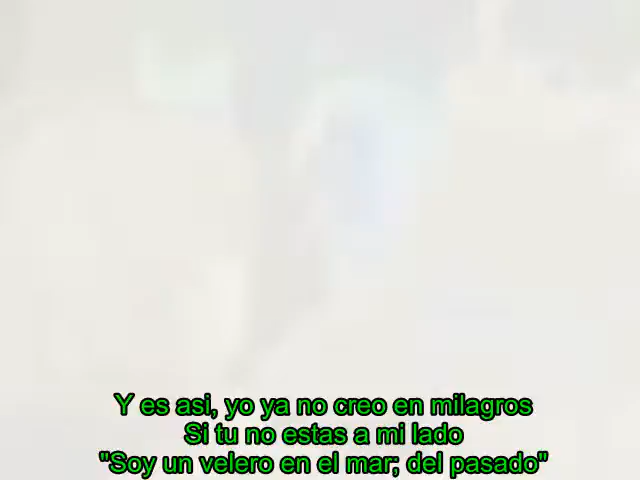 Y es asi, yo ya no creo en milagros
Si tu no estas a mi lado
"Soy un velero en el mar; del pasado"